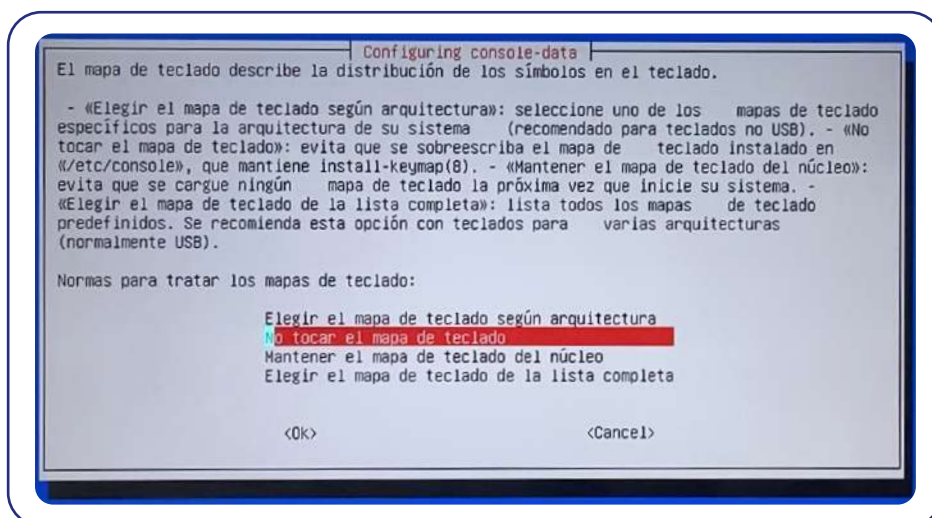 Configuring console-data
El mapa de teclado describe la distribución de los símbolos en el teclado.
- «Elegir el mapa de teclado según arquitectura»: seleccione uno de los mapas de teclado
específicos para la arquitectura de su sistema (recomendado para teclados no USB). - «No
tocar el mapa de teclado»: evita que se sobreescriba el mapa de teclado instalado en
«/etc/console», que mantiene install-keymap(8). - «Mantener el mapa de teclado del núcleo»:
evita que se cargue ningún mapa de teclado la próxima vez que inicie su sistema. -
«Elegir el mapa de teclado de la lista completa»: lista todos los mapas de teclado
predefinidos. Se recomienda esta opción con teclados para varias arquitecturas
(normalmente USB).
Normas para tratar los mapas de teclado:
Elegir el mapa de teclado según arquitectura
No tocar el mapa de teclado
Mantener el mapa de teclado del núcleo
Elegir el mapa de teclado de la lista completa
<Ok> <Cancel>